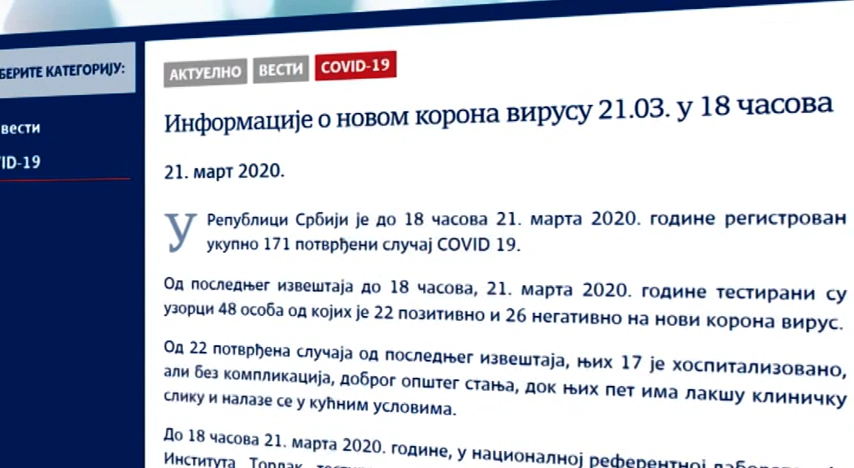 БЕРИТЕ КАТЕГОРИЈУ:
вести
ID-19
АКТУЕЛНО ВЕСТИ COVID-19
Информације о новом корона вирусу 21.03. у 18 часова
21. март 2020.
У Републици Србији је до 18 часова 21. марта 2020. године регистрован
укупно 171 потврђени случај COVID 19.
Од последњег извештаја до 18 часова, 21. марта 2020. године тестирани су
узорци 48 особа од којих је 22 позитивно и 26 негативно на нови корона вирус.
Од 22 потврђена случаја од последњег извештаја, њих 17 је хоспитализовано,
али без компликација, доброг општег стања, док њих пет има лакшу клиничку
слику и налазе се у кућним условима.
До 18 часова 21. марта 2020. године, у националној референтној
Института Торлак